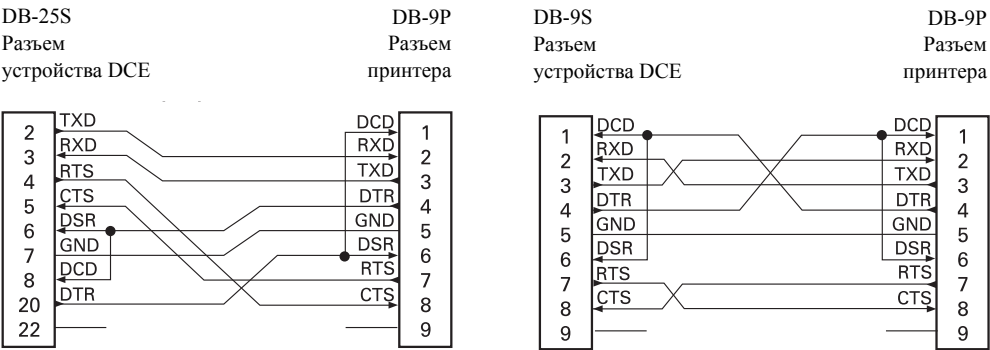 DB-25S
Разъем
устройства DCE
DB-9P
Разъем
принтера
2 TXD DCD 1
3 RXD RXD 2
4 RTS TXD 3
5 CTS DTR 4
6 DSR GND 5
7 GND DSR 6
8 DCD RTS 7
20 DTR CTS 8
22 9
DB-9S
Разъем
устройства DCE
DB-9P
Разъем
принтера
1 DCD DCD 1
2 RXD RXD 2
3 TXD TXD 3
4 DTR DTR 4
5 GND GND 5
6 DSR DSR 6
7 RTS RTS 7
8 CTS CTS 8
9 9